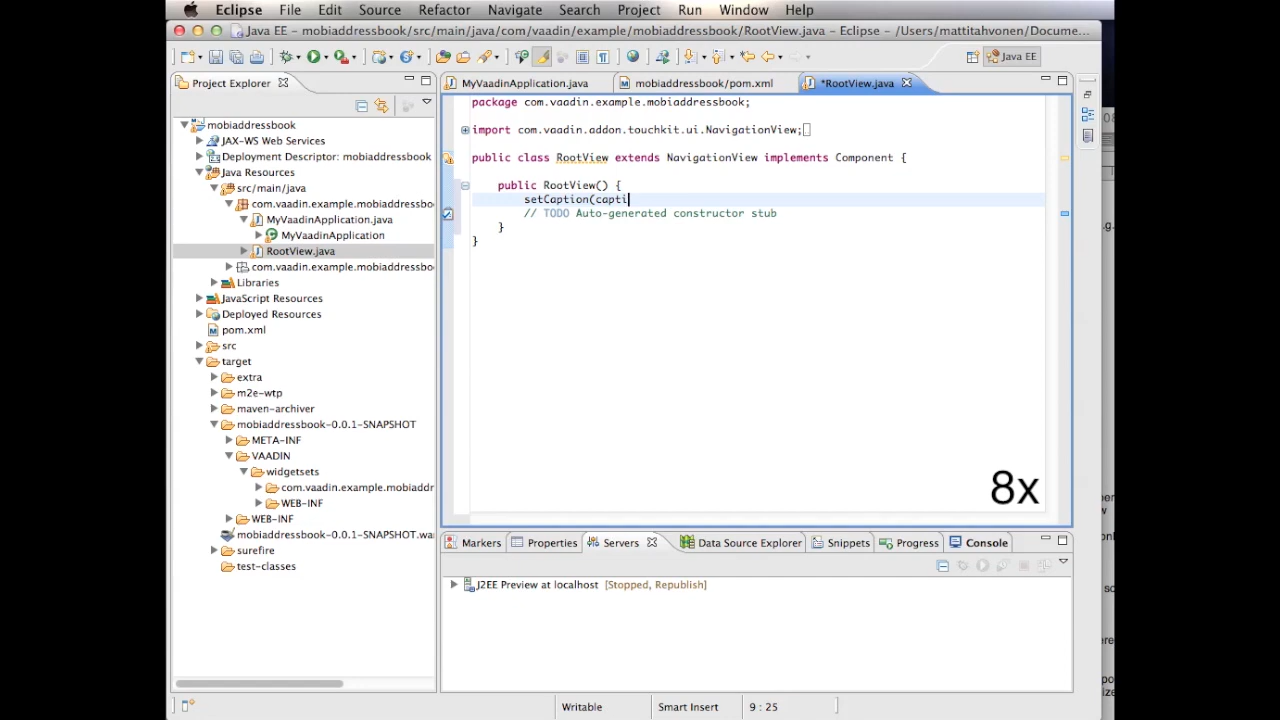 Eclipse File Edit Source Refactor Navigate Search Project Run Window Help
Java EE - mobiaddressbook/src/main/java/com/vaadin/example/mobiaddressbook/RootView.java - Eclipse - /Users/mattitahvonen/Docume...
Java EE
Project Explorer
MyVaadinApplication.java mobiaddressbook/pom.xml *RootView.java
mobiaddressbook
JAX-WS Web Services
Deployment Descriptor: mobiaddressbook
Java Resources
src/main/java
com.vaadin.example.mobiaddressbo
MyVaadinApplication.java
MyVaadinApplication
RootView.java
com.vaadin.example.mobiaddressbo
Libraries
JavaScript Resources
Deployed Resources
pom.xml
src
target
extra
m2e-wtp
maven-archiver
mobiaddressbook-0.0.1-SNAPSHOT
META-INF
VAADIN
widgetsets
com.vaadin.example.mobiaddr
WEB-INF
WEB-INF
mobiaddressbook-0.0.1-SNAPSHOT.wa
surefire
test-classes
package com.vaadin.example.mobiaddressbook;
import com.vaadin.addon.touchkit.ui.NavigationView;
public class RootView extends NavigationView implements Component {
public RootView() {
setCaption(capti
// TODO Auto-generated constructor stub
}
}
8x
Markers Properties Servers Data Source Explorer Snippets Progress Console
J2EE Preview at localhost [Stopped, Republish]
Writable Smart Insert 9 : 25